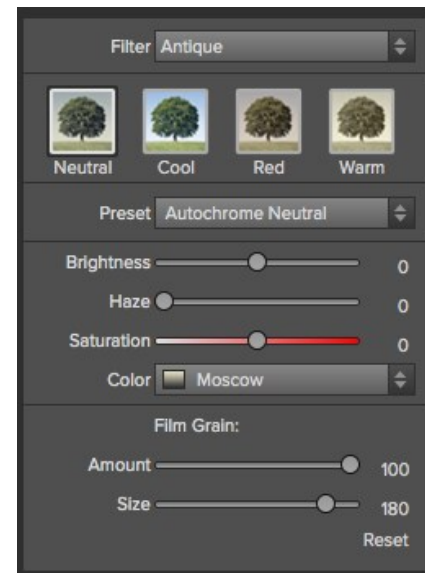 Filter Antique
Neutral Cool Red Warm
Preset Autochrome Neutral
Brightness 0
Haze 0
Saturation 0
Color Moscow
Film Grain:
Amount 100
Size 180
Reset